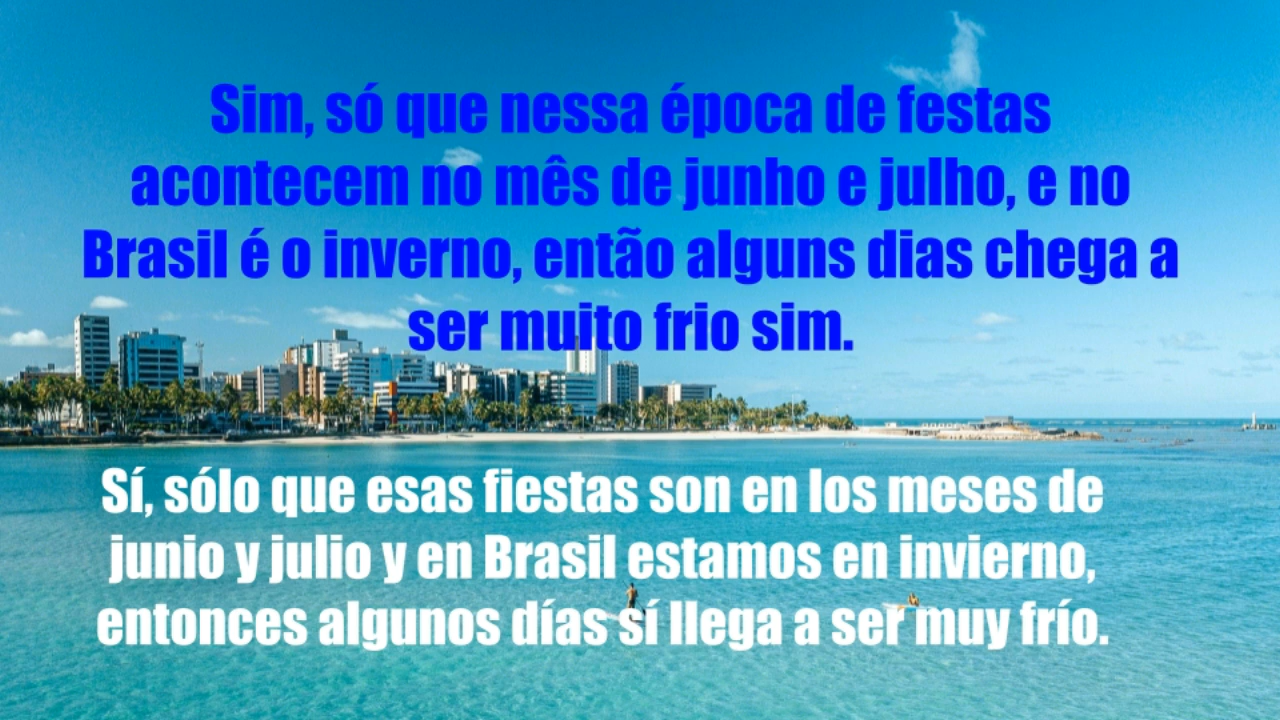 Sim, só que nessa época de festas
acontecem no mês de junho e julho, e no
Brasil é o inverno, então alguns dias chega a
ser muito frio sim.
Sí, sólo que esas fiestas son en los meses de
junio y julio y en Brasil estamos en invierno,
entonces algunos días sí llega a ser muy frío.